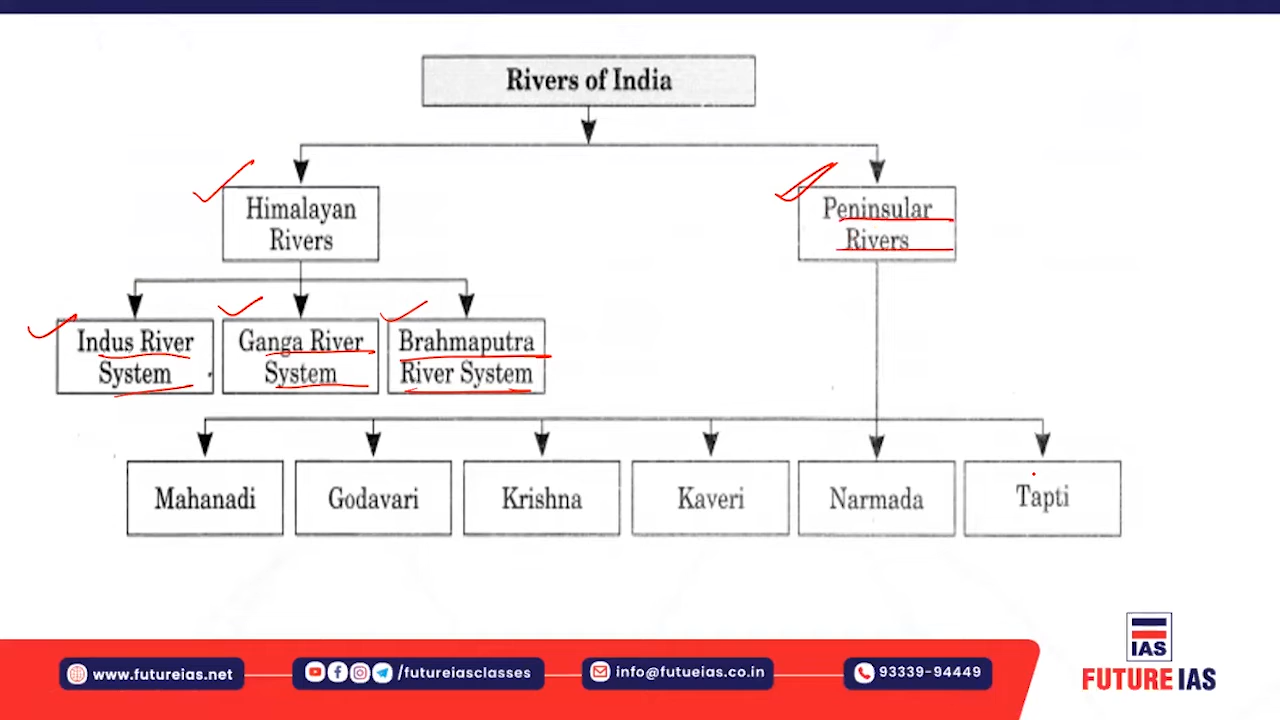 Rivers of India
Himalayan
Rivers
Peninsular
Rivers
Indus River
System
Ganga River
System
Brahmaputra
River System
Mahanadi
Godavari
Krishna
Kaveri
Narmada
Tapti
www.futureias.net
/futureiasclasses
info@futueias.co.in
93339-94449
IAS
FUTURE IAS